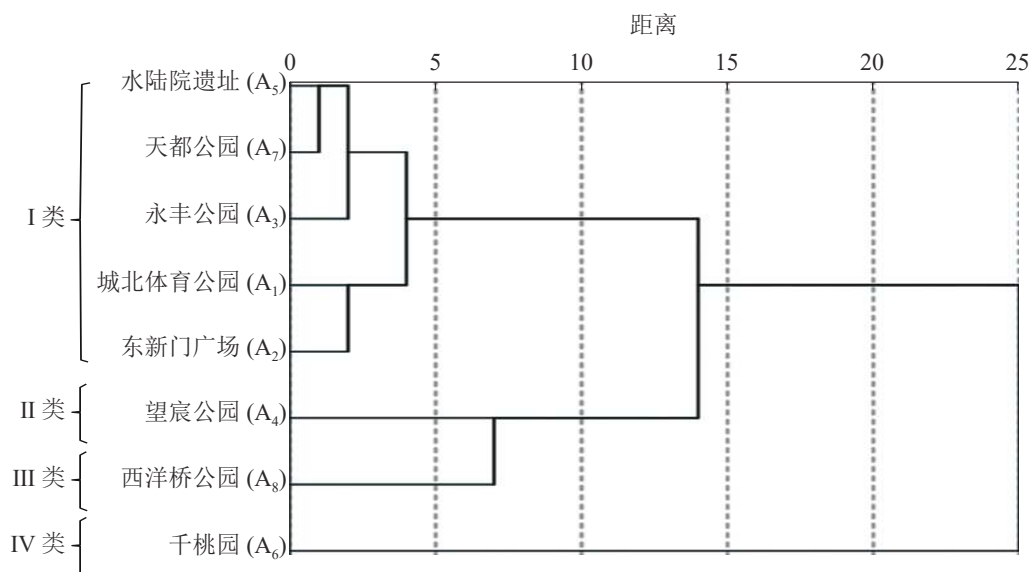 距离
0 5 10 15 20 25
水陆院遗址 (A5)
天都公园 (A7)
I 类 永丰公园 (A3)
城北体育公园 (A1)
东新门广场 (A2)
II 类 望宸公园 (A4)
III 类 西洋桥公园 (A8)
IV 类 千桃园 (A6)